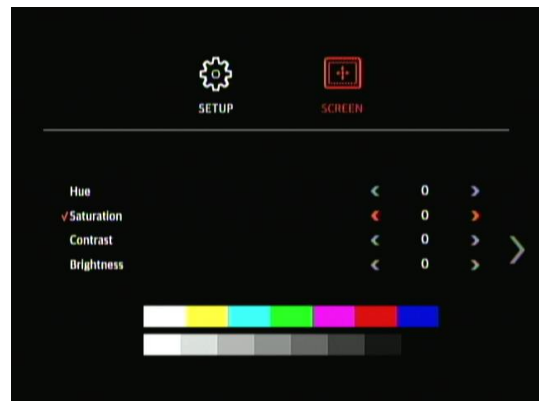 SETUP SCREEN
Hue 0
✓Saturation 0
Contrast 0
Brightness 0